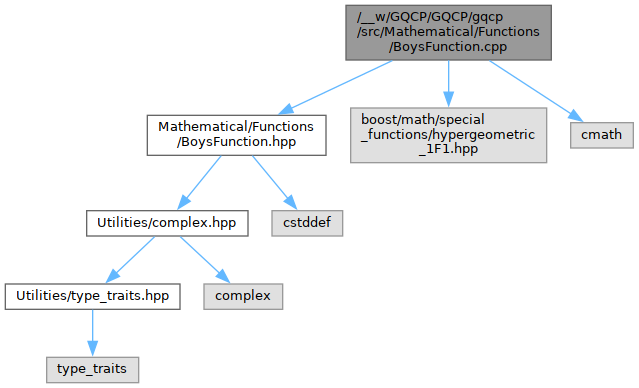 /__w/GQCP/GQCP/gqcp
/src/Mathematical/Functions
/BoysFunction.cpp
Mathematical/Functions
/BoysFunction.hpp
boost/math/special
_functions/hypergeometric
_1F1.hpp
cmath
Utilities/complex.hpp
cstddef
Utilities/type_traits.hpp
complex
type_traits